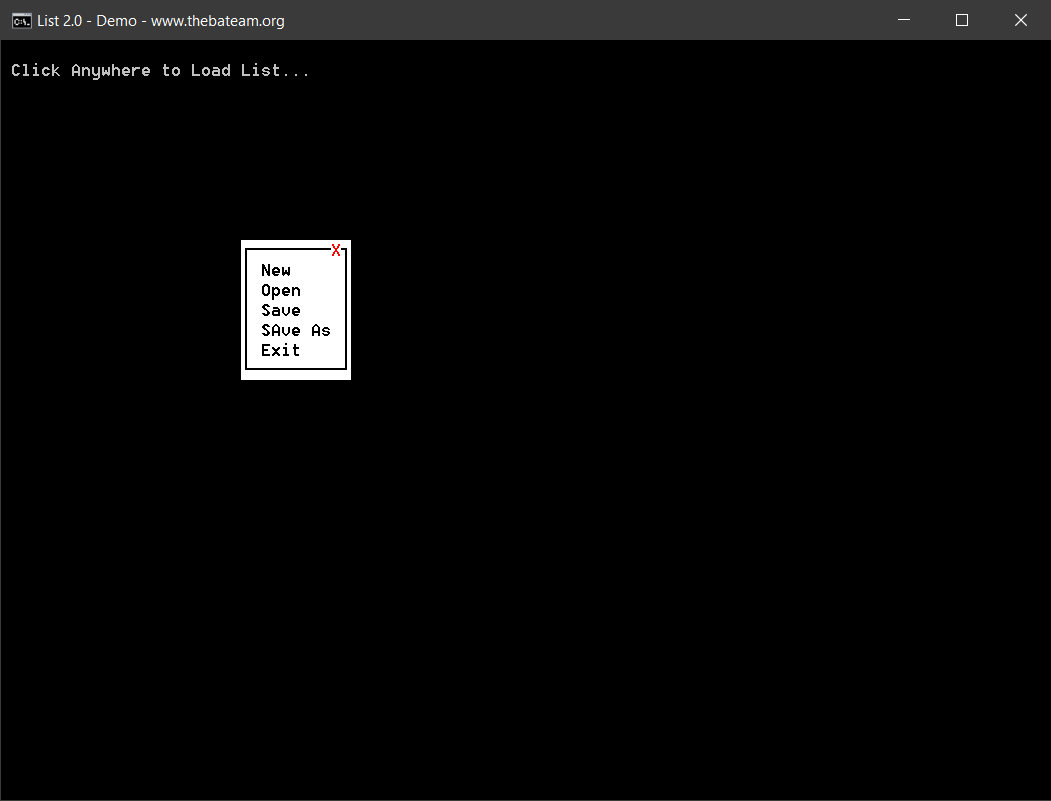 List 2.0 - Demo - www.thebateam.org
Click Anywhere to Load List...
X
New
Open
Save
SAve As
Exit